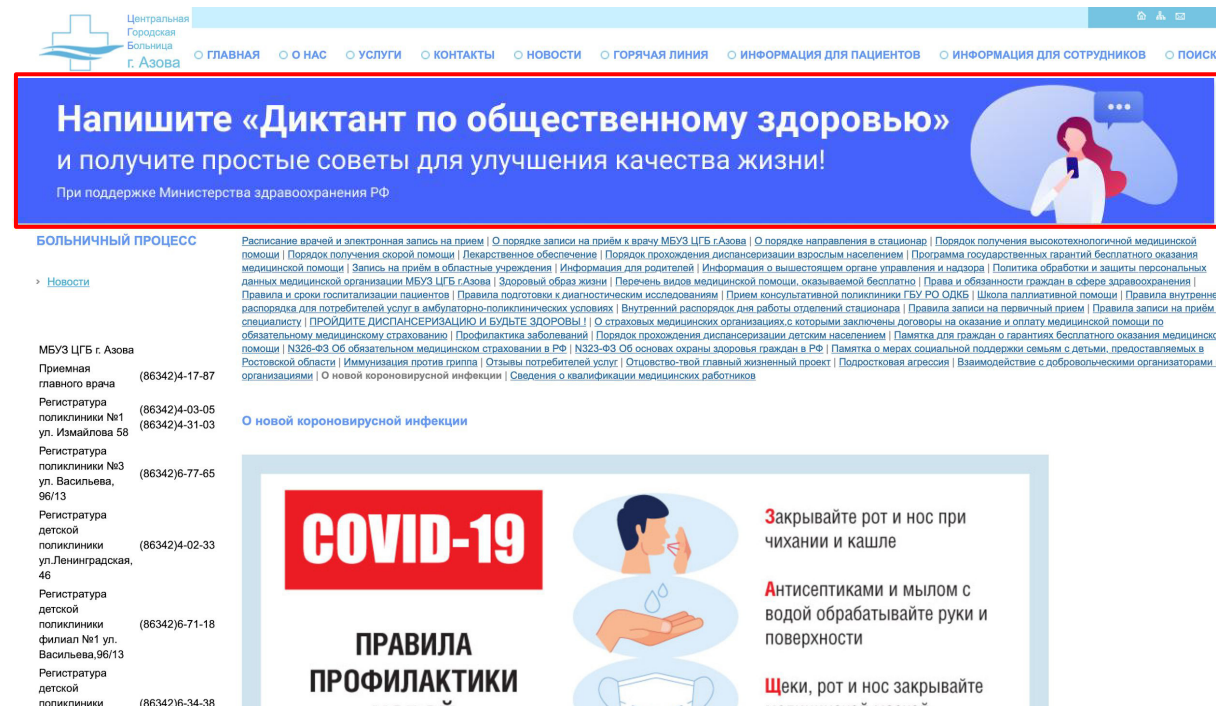 Центральная
Городская
Больница
г. Азова
ГЛАВНАЯ О НАС УСЛУГИ КОНТАКТЫ НОВОСТИ ГОРЯЧАЯ ЛИНИЯ ИНФОРМАЦИЯ ДЛЯ ПАЦИЕНТОВ ИНФОРМАЦИЯ ДЛЯ СОТРУДНИКОВ ПОИСК
Напишите «Диктант по общественному здоровью»
и получите простые советы для улучшения качества жизни!
При поддержке Министерства здравоохранения РФ
БОЛЬНИЧНЫЙ ПРОЦЕСС
Новости
МБУЗ ЦГБ г. Азова
Приемная
главного врача (86342)4-17-87
Регистратура
поликлиники №1
ул. Измайлова 58
(86342)4-03-05
(86342)4-31-03
Регистратура
поликлиники №3
ул. Васильева,
96/13
(86342)6-77-65
Регистратура
детской
поликлиники
ул.Ленинградская,
46
(86342)4-02-33
Регистратура
детской
поликлиники
филиал №1 ул.
Васильева,96/13
(86342)6-71-18
Регистратура
детской
поликлиники
(86342)6-34-38
Расписание врачей и электронная запись на прием | О порядке записи на приём к врачу МБУЗ ЦГБ г.Азова | О порядке направления в стационар | Порядок получения высокотехнологичной медицинской
помощи | Порядок получения скорой помощи | Лекарственное обеспечение | Порядок прохождения диспансеризации взрослым населением | Программа государственных гарантий бесплатного оказания
медицинской помощи | Запись на приём в областные учреждения | Информация для родителей | Информация о вышестоящем органе управления и надзора | Политика обработки и защиты персональных
данных медицинской организации МБУЗ ЦГБ г.Азова | Здоровый образ жизни | Перечень видов медицинской помощи, оказываемой бесплатно | Права и обязанности граждан в сфере здравоохранения |
Правила и сроки госпитализации пациентов | Правила подготовки к диагностическим исследованиям | Прием консультативной поликлиники ГБУ РО ОДКБ | Школа паллиативной помощи | Правила внутренне
распорядка для потребителей услуг в амбулаторно-поликлинических условиях | Внутренний распорядок дня работы отделений стационара | Правила записи на первичный прием | Правила записи на приём
специалисту | ПРОЙДИТЕ ДИСПАНСЕРИЗАЦИЮ И БУДЬТЕ ЗДОРОВЫ ! | О страховых медицинских организациях,с которыми заключены договоры на оказание и оплату медицинской помощи по
обязательному медицинскому страхованию | Профилактика заболеваний | Порядок прохождения диспансеризации детским населением | Памятка для граждан о гарантиях бесплатного оказания медицинско
помощи | N326-ФЗ Об обязательном медицинском страховании в РФ | N323-ФЗ Об основах охраны здоровья граждан в РФ | Памятка о мерах социальной поддержки семьям с детьми, предоставляемых в
Ростовской области | Иммунизация против гриппа | Отзывы потребителей услуг | Отцовство-твой главный жизненный проект | Подростковая агрессия | Взаимодействие с добровольческими организаторами
организациями | О новой короновирусной инфекции | Сведения о квалификации медицинских работников
О новой короновирусной инфекции
COVID-19
ПРАВИЛА
ПРОФИЛАКТИКИ
Закрывайте рот и нос при
чихании и кашле
Антисептиками и мылом с
водой обрабатывайте руки и
поверхности
Щеки, рот и нос закрывайте